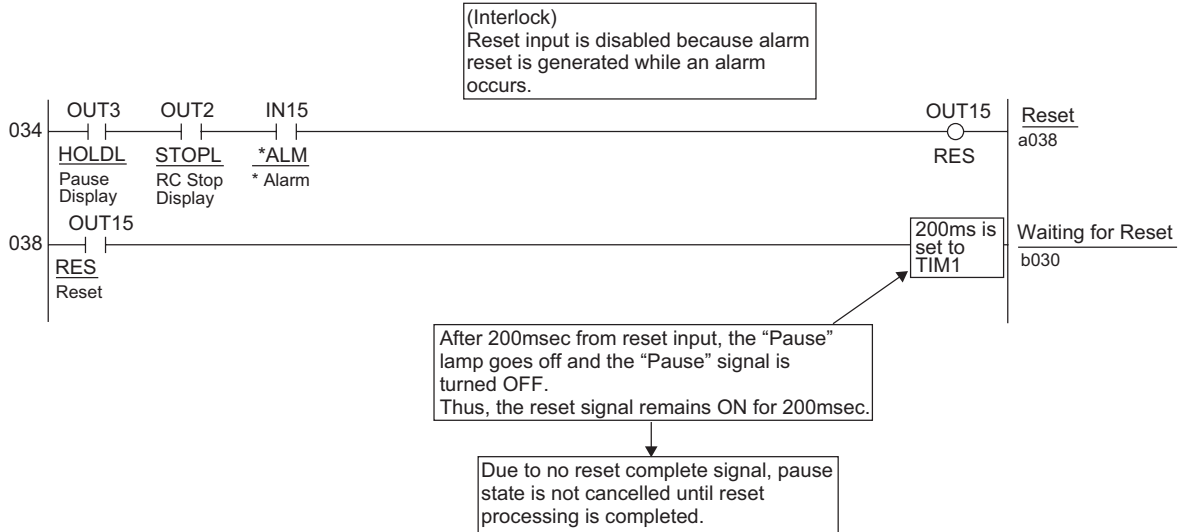 (Interlock)
Reset input is disabled because alarm
reset is generated while an alarm
occurs.
OUT3 OUT2 IN15 OUT15 Reset
034 a038
HOLDL STOPL *ALM RES
Pause RC Stop * Alarm
Display Display
OUT15
038 200ms is Waiting for Reset
set to
TIM1 b030
RES
Reset
After 200msec from reset input, the “Pause”
lamp goes off and the “Pause” signal is
turned OFF.
Thus, the reset signal remains ON for 200msec.
Due to no reset complete signal, pause
state is not cancelled until reset
processing is completed.